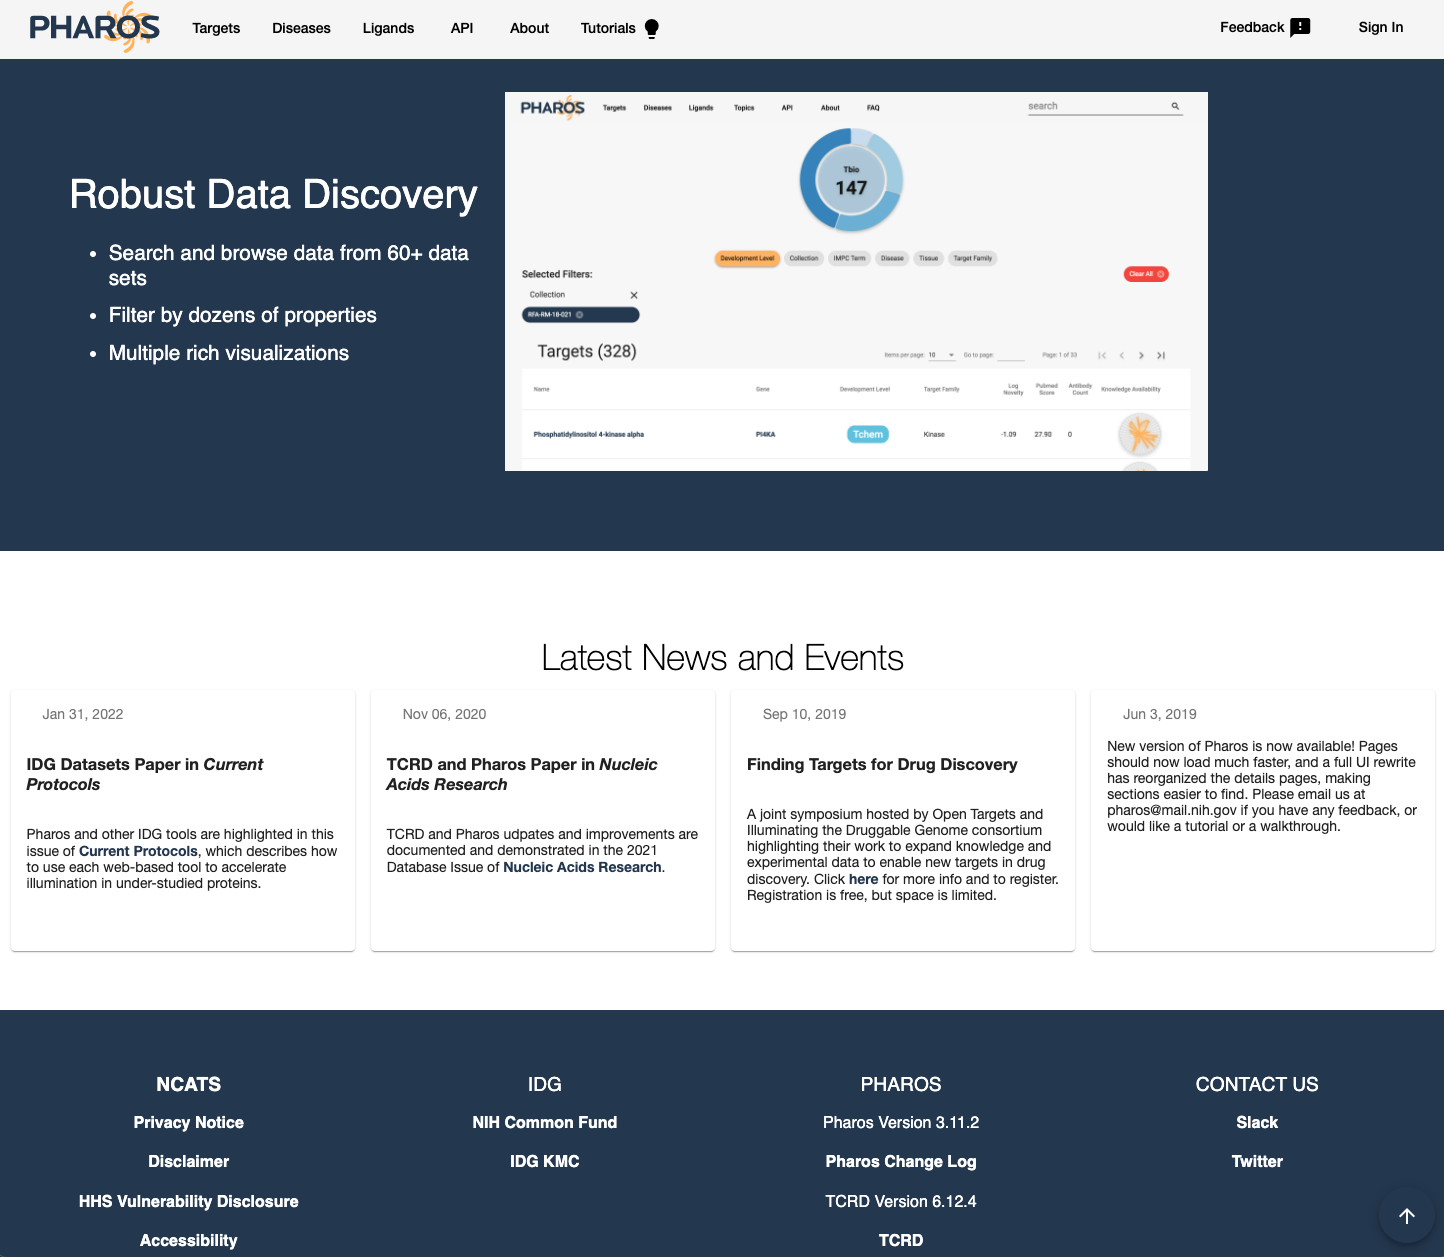 PHAROS Targets Diseases Ligands API About Tutorials Feedback Sign In
Robust Data Discovery
• Search and browse data from 60+ data
sets
• Filter by dozens of properties
• Multiple rich visualizations
PHAROS Targets Diseases Ligands Topics API About FAQ search
Tbio
147
Development Level Collection IMPC Term Disease Tissue Target Family
Selected Filters:
Clear All
Collection
RFA-RM-18-021
Targets (328)
Items per page: 10 Go to page: Page: 1 of 33
Name Gene Development Level Target Family Log Novelty Pubmed Score Antibody Count Knowledge Availability
Phosphatidylinositol 4-kinase alpha PI4KA Tchem Kinase -1.09 27.90 0
Latest News and Events
Jan 31, 2022
IDG Datasets Paper in Current
Protocols
Pharos and other IDG tools are highlighted in this
issue of Current Protocols, which describes how
to use each web-based tool to accelerate
illumination in under-studied proteins.
Nov 06, 2020
TCRD and Pharos Paper in Nucleic
Acids Research
TCRD and Pharos udpates and improvements are
documented and demonstrated in the 2021
Database Issue of Nucleic Acids Research.
Sep 10, 2019
Finding Targets for Drug Discovery
A joint symposium hosted by Open Targets and
Illuminating the Druggable Genome consortium
highlighting their work to expand knowledge and
experimental data to enable new targets in drug
discovery. Click here for more info and to register.
Registration is free, but space is limited.
Jun 3, 2019
New version of Pharos is now available! Pages
should now load much faster, and a full UI rewrite
has reorganized the details pages, making
sections easier to find. Please email us at
pharos@mail.nih.gov if you have any feedback, or
would like a tutorial or a walkthrough.
NCATS
Privacy Notice
Disclaimer
HHS Vulnerability Disclosure
Accessibility
IDG
NIH Common Fund
IDG KMC
PHAROS
Pharos Version 3.11.2
Pharos Change Log
TCRD Version 6.12.4
TCRD
CONTACT US
Slack
Twitter